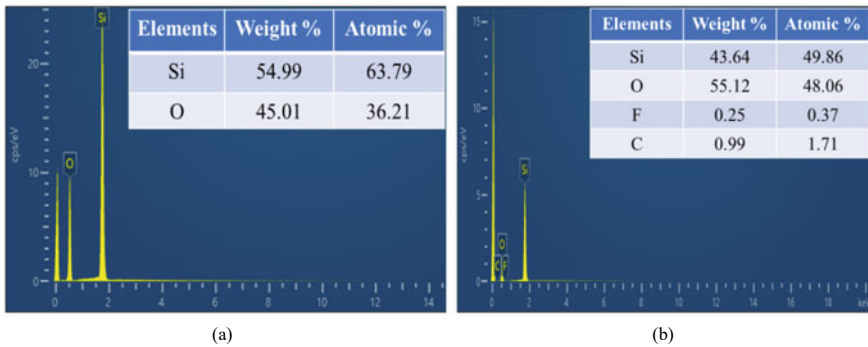 Si
Elements Weight % Atomic %
Si 54.99 63.79
O 45.01 36.21
20
cps/eV
10
O
0
0 2 4 6 8 10 12 14
(a)
15
Elements Weight % Atomic %
Si 43.64 49.86
O 55.12 48.06
F 0.25 0.37
C 0.99 1.71
10
cps/eV
5
Si
O
C F
0
0 2 4 6 8 10 12 14 16 18 keV
(b)